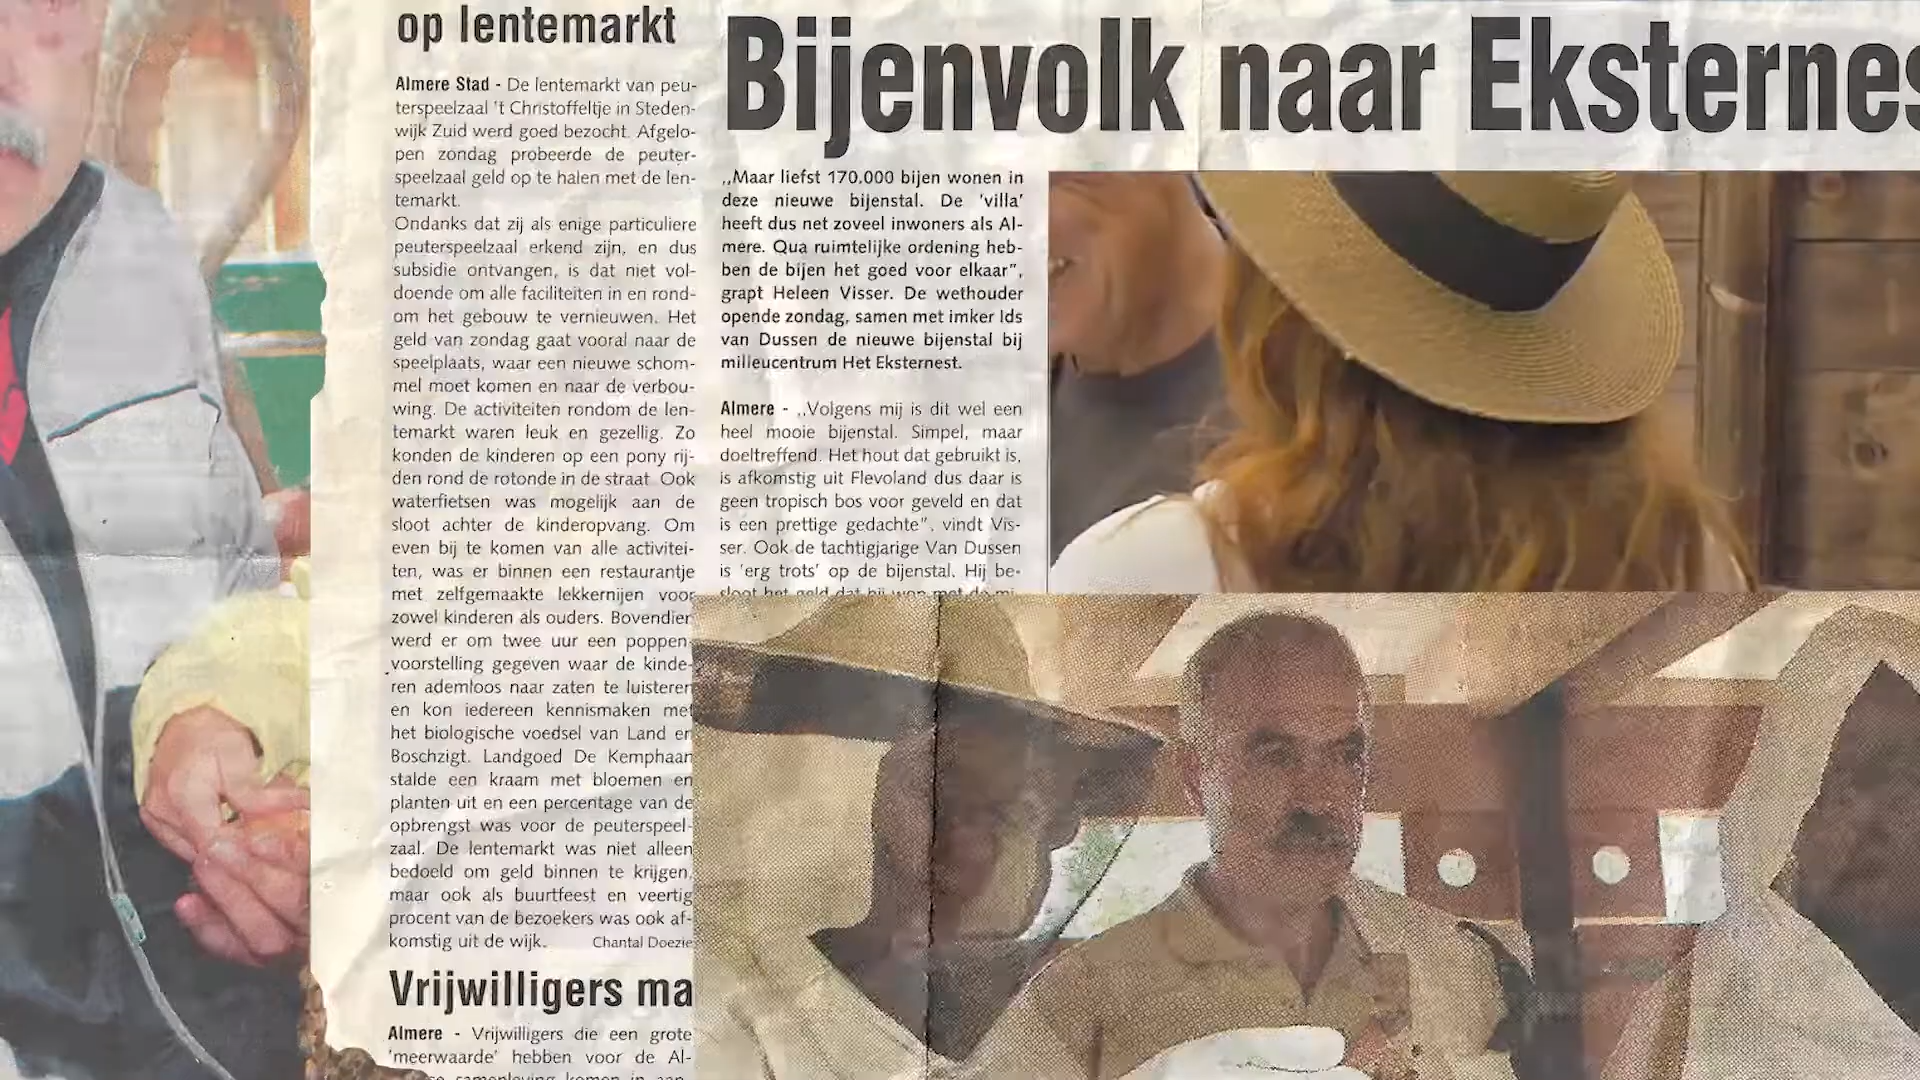 op lentemarkt
Almere Stad - De lentemarkt van peu-
terspeelzaal 't Christoffeltje in Steden-
wijk Zuid werd goed bezocht. Afgelo-
pen zondag probeerde de peuter-
speelzaal geld op te halen met de len-
temarkt.
Ondanks dat zij als enige particuliere
peuterspeelzaal erkend zijn, en dus
subsidie ontvangen, is dat niet vol-
doende om alle faciliteiten in en rond-
om het gebouw te vernieuwen. Het
geld van zondag gaat vooral naar de
speelplaats, waar een nieuwe schom-
mel moet komen en naar de verbou-
wing. De activiteiten rondom de len-
temarkt waren leuk en gezellig. Zo
konden de kinderen op een pony rij-
den rond de rotonde in de straat. Ook
waterfietsen was mogelijk aan de
sloot achter de kinderopvang. Om
even bij te komen van alle activitei-
ten, was er binnen een restaurantje
met zelfgemaakte lekkernijen voor
zowel kinderen als ouders. Bovendien
werd er om twee uur een poppen-
voorstelling gegeven waar de kinde-
ren ademloos naar zaten te luisteren
en kon iedereen kennismaken met
het biologische voedsel van Land en
Boschzigt. Landgoed De Kemphaan
stalde een kraam met bloemen en
planten uit en een percentage van de
opbrengst was voor de peuterspeel-
zaal. De lentemarkt was niet alleen
bedoeld om geld binnen te krijgen,
maar ook als buurtfeest en veertig
procent van de bezoekers was ook af-
komstig uit de wijk. Chantal Doezie
Vrijwilligers ma
Almere - Vrijwilligers die een grote
'meerwaarde' hebben voor de Al-
samenleving komen in aan-
Bijenvolk naar Eksternes
,,Maar liefst 170.000 bijen wonen in
deze nieuwe bijenstal. De 'villa'
heeft dus net zoveel inwoners als Al-
mere. Qua ruimtelijke ordening heb-
ben de bijen het goed voor elkaar",
grapt Heleen Visser. De wethouder
opende zondag, samen met imker Ids
van Dussen de nieuwe bijenstal bij
milieucentrum Het Eksternest.
Almere - ,,Volgens mij is dit wel een
heel mooie bijenstal. Simpel, maar
doeltreffend. Het hout dat gebruikt is,
is afkomstig uit Flevoland dus daar is
geen tropisch bos voor geveld en dat
is een prettige gedachte", vindt Vis-
ser. Ook de tachtigjarige Van Dussen
is 'erg trots' op de bijenstal. Hij be-
sloot het geld dat hij won met de mi-